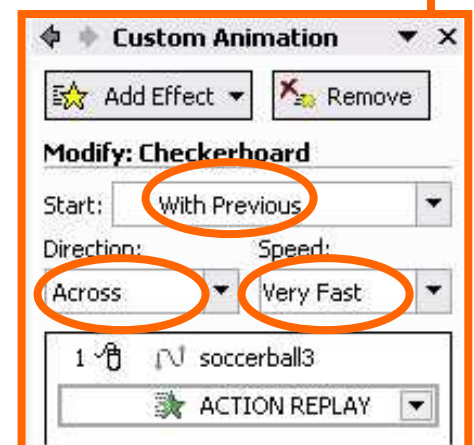 Custom Animation
Add Effect Remove
Modify: Checkerboard
Start: With Previous
Direction: Speed:
Across Very Fast
1 soccerball3
ACTION REPLAY